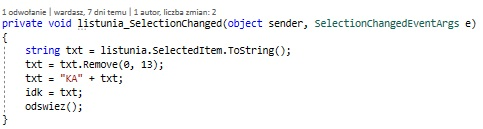 1 odwołanie | wardasz, 7 dni temu | 1 autor, liczba zmian: 2
private void listunia_SelectionChanged(object sender, SelectionChangedEventArgs e)
{
    string txt = listunia.SelectedItem.ToString();
    txt = txt.Remove(0, 13);
    txt = "KA" + txt;
    idk = txt;
    odswiez();
}